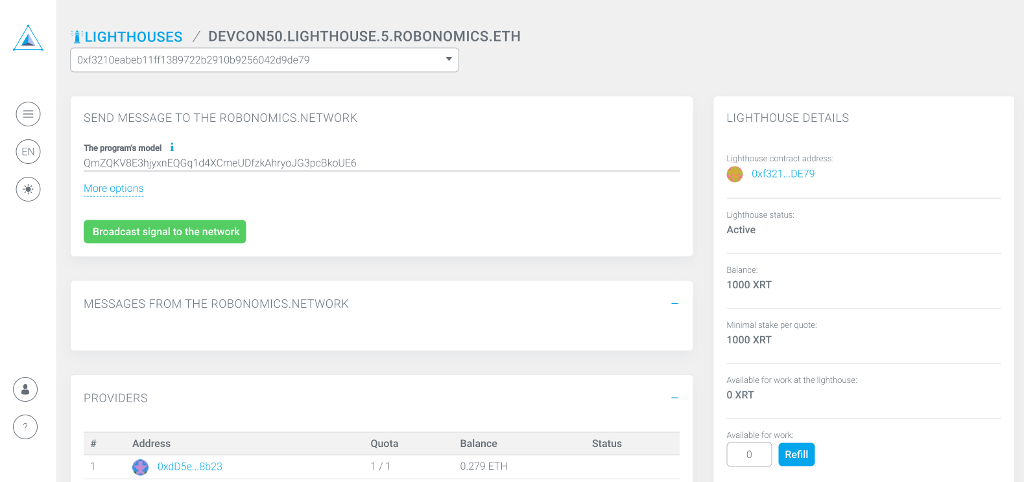 LIGHTHOUSES / DEVCON50.LIGHTHOUSE.5.ROBONOMICS.ETH
0xf3210eabeb11ff1389722b2910b9256042d9de79
EN
SEND MESSAGE TO THE ROBONOMICS.NETWORK
The program's model i
QmZQKV8E3hjyxnEQGq1d4XCmeUDfzkAhryoJG3pcBkoUE6
More options
Broadcast signal to the network
MESSAGES FROM THE ROBONOMICS.NETWORK –
PROVIDERS –
# Address Quota Balance Status
1 0xdD5e...8b23 1 / 1 0.279 ETH
?
LIGHTHOUSE DETAILS
Lighthouse contract address:
0xf321...DE79
Lighthouse status:
Active
Balance:
1000 XRT
Minimal stake per quote:
1000 XRT
Available for work at the lighthouse:
0 XRT
Available for work:
0 Refill